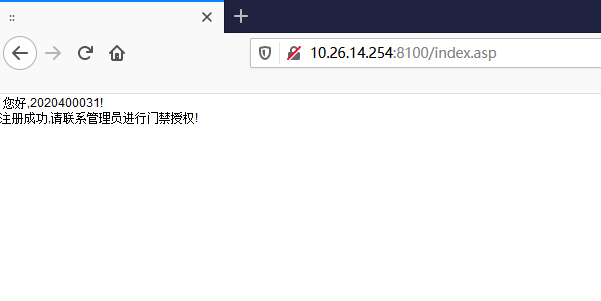 ::
10.26.14.254:8100/index.asp
您好,2020400031!
注册成功,请联系管理员进行门禁授权!